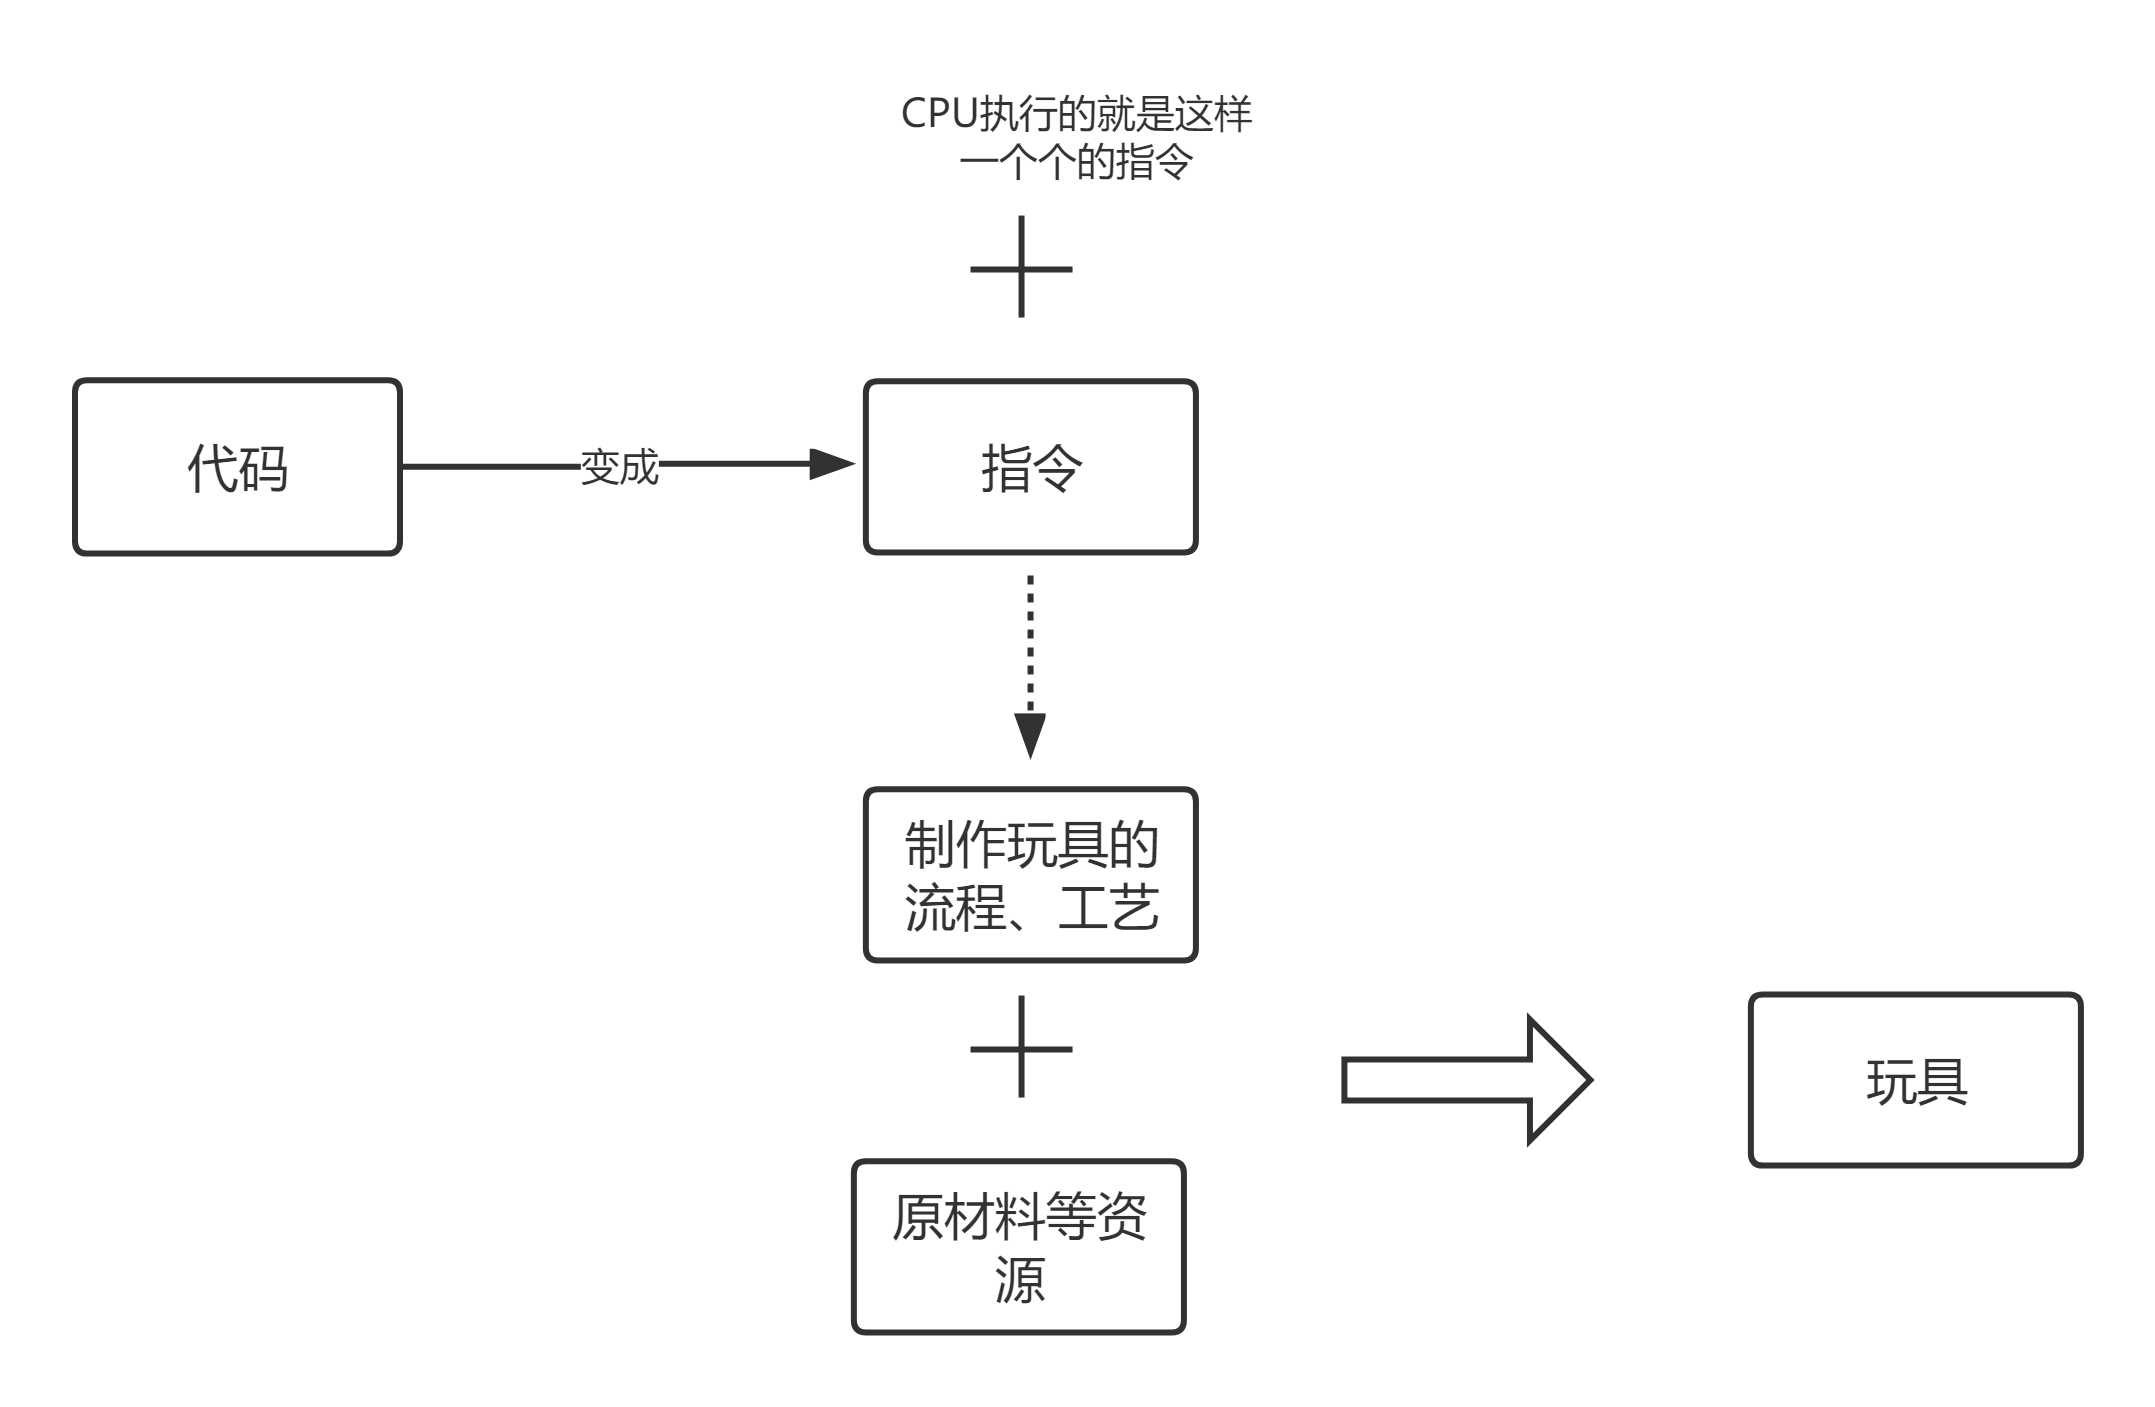 CPU执行的就是这样
一个个的指令
代码
变成
指令
制作玩具的
流程、工艺
玩具
原材料等资
源